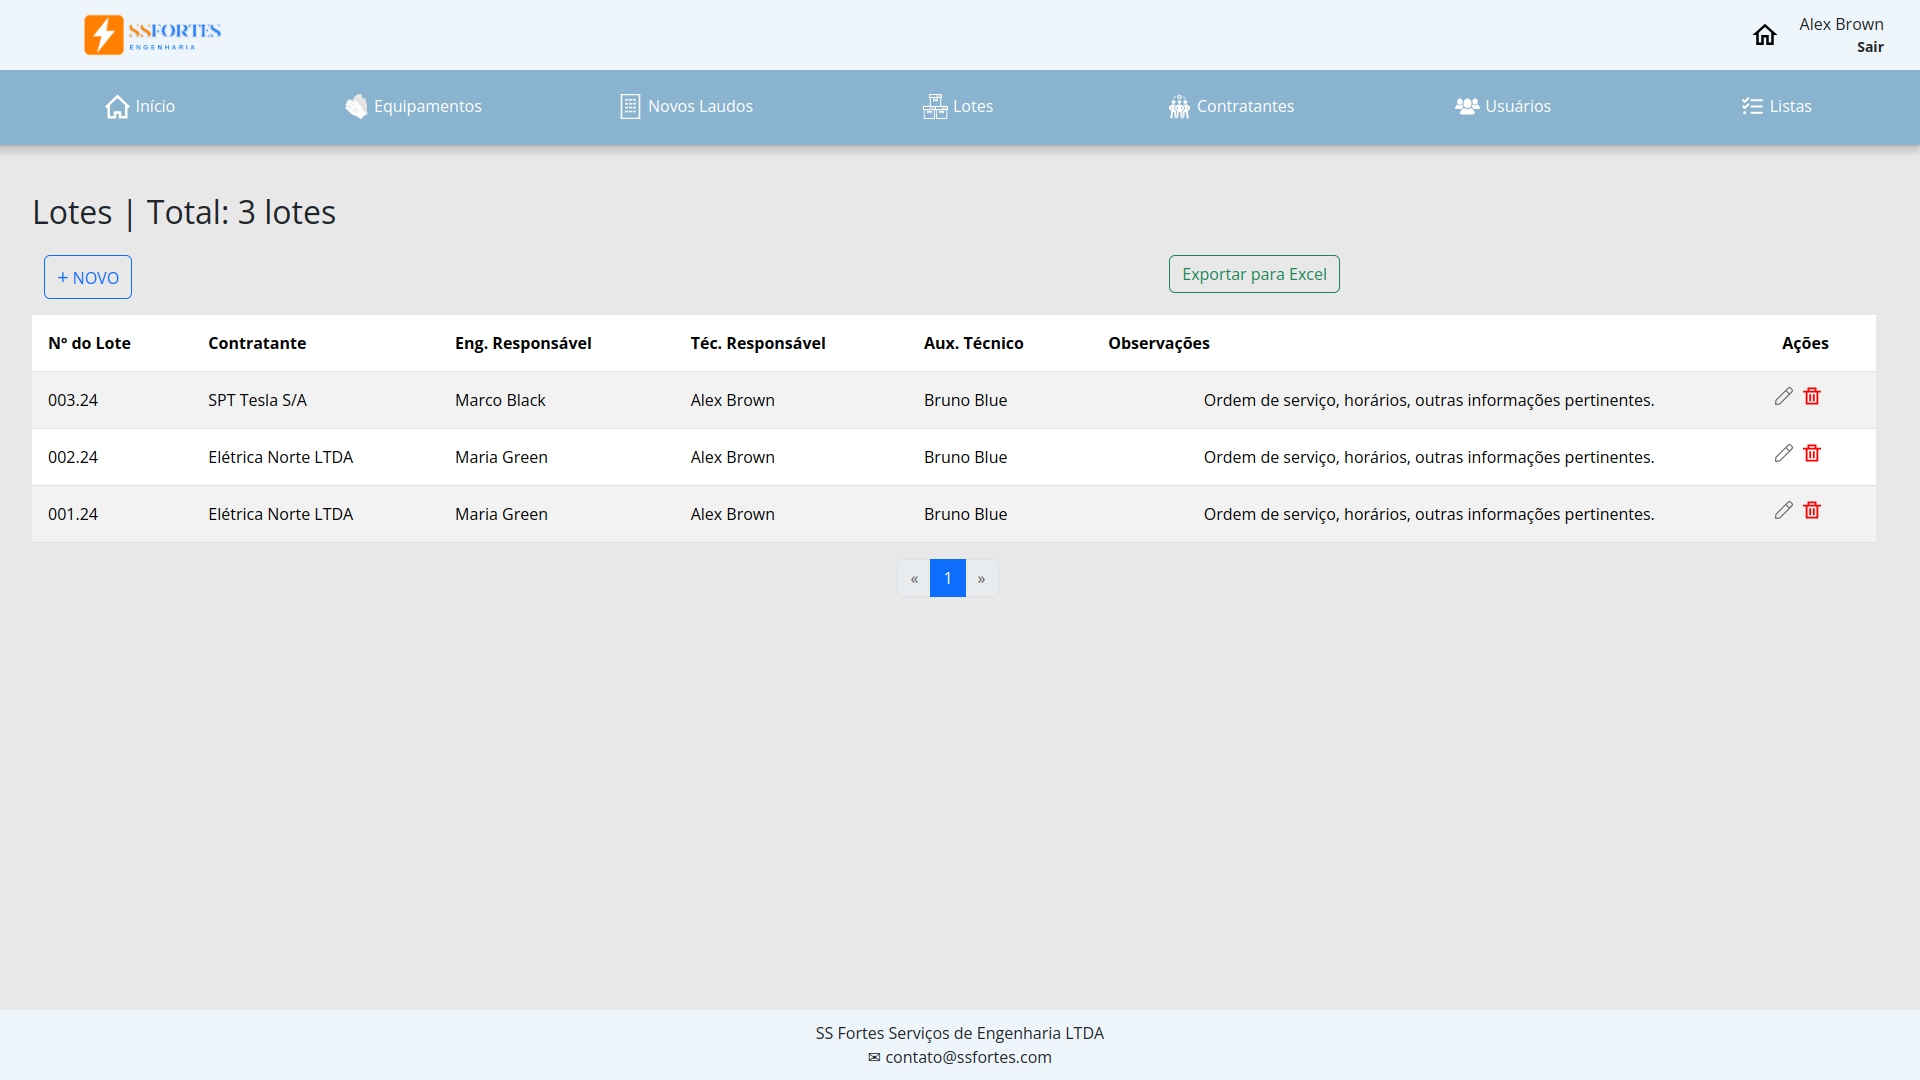 SSFORTES
ENGENHARIA
Alex Brown
Sair
Início
Equipamentos
Novos Laudos
Lotes
Contratantes
Usuários
Listas
Lotes | Total: 3 lotes
+ NOVO
Exportar para Excel
Nº do Lote Contratante Eng. Responsável Téc. Responsável Aux. Técnico Observações Ações
003.24 SPT Tesla S/A Marco Black Alex Brown Bruno Blue Ordem de serviço, horários, outras informações pertinentes.
002.24 Elétrica Norte LTDA Maria Green Alex Brown Bruno Blue Ordem de serviço, horários, outras informações pertinentes.
001.24 Elétrica Norte LTDA Maria Green Alex Brown Bruno Blue Ordem de serviço, horários, outras informações pertinentes.
« 1 »
SS Fortes Serviços de Engenharia LTDA
✉ contato@ssfortes.com